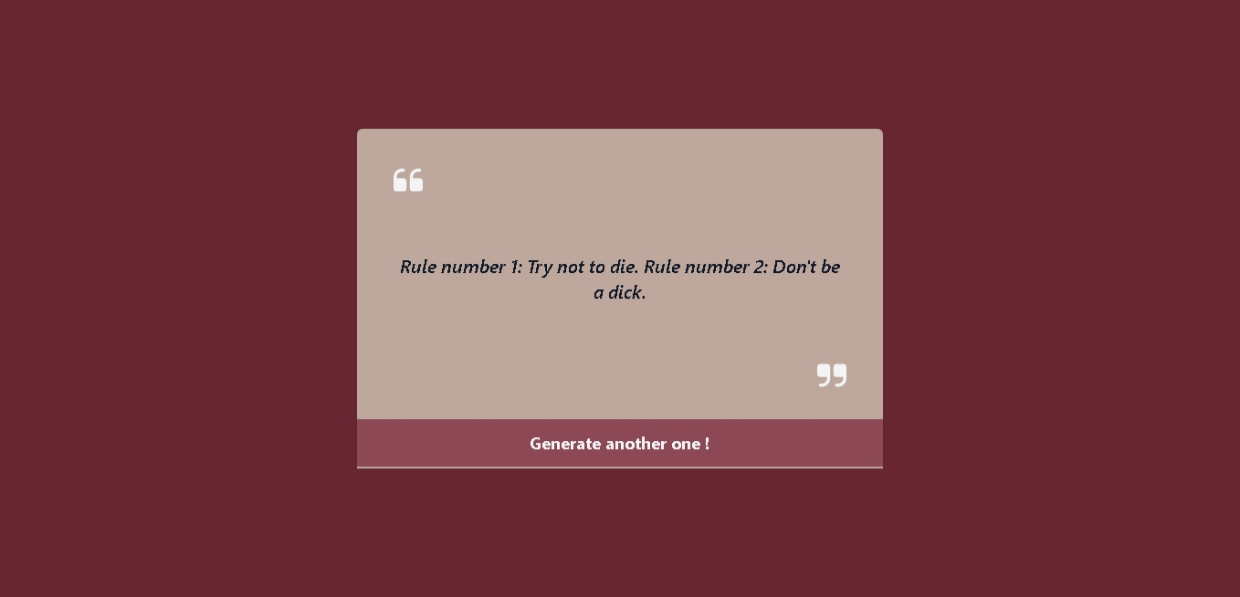 “
Rule number 1: Try not to die. Rule number 2: Don't be
a dick.
”
Generate another one !